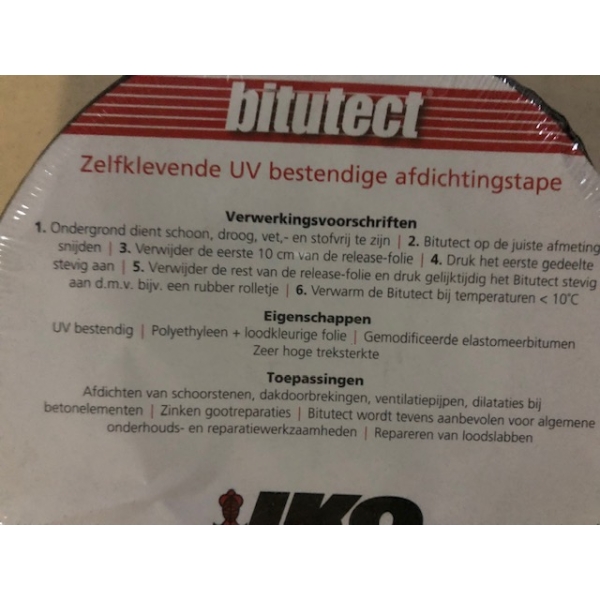 bitutect
Zelfklevende UV bestendige afdichtingstape
Verwerkingsvoorschriften
1. Ondergrond dient schoon, droog, vet,- en stofvrij te zijn | 2. Bitutect op de juiste afmeting
snijden | 3. Verwijder de eerste 10 cm van de release-folie | 4. Druk het eerste gedeelte
stevig aan | 5. Verwijder de rest van de release-folie en druk gelijktijdig het Bitutect stevig
aan d.m.v. bijv. een rubber rolletje | 6. Verwarm de Bitutect bij temperaturen < 10°C
Eigenschappen
UV bestendig | Polyethyleen + loodkleurige folie | Gemodificeerde elastomeerbitumen
Zeer hoge treksterkte
Toepassingen
Afdichten van schoorstenen, dakdoorbrekingen, ventilatiepijpen, dilataties bij
betonelementen | Zinken gootreparaties | Bitutect wordt tevens aanbevolen voor algemene
onderhouds- en reparatiewerkzaamheden | Repareren van loodslabben
IKO